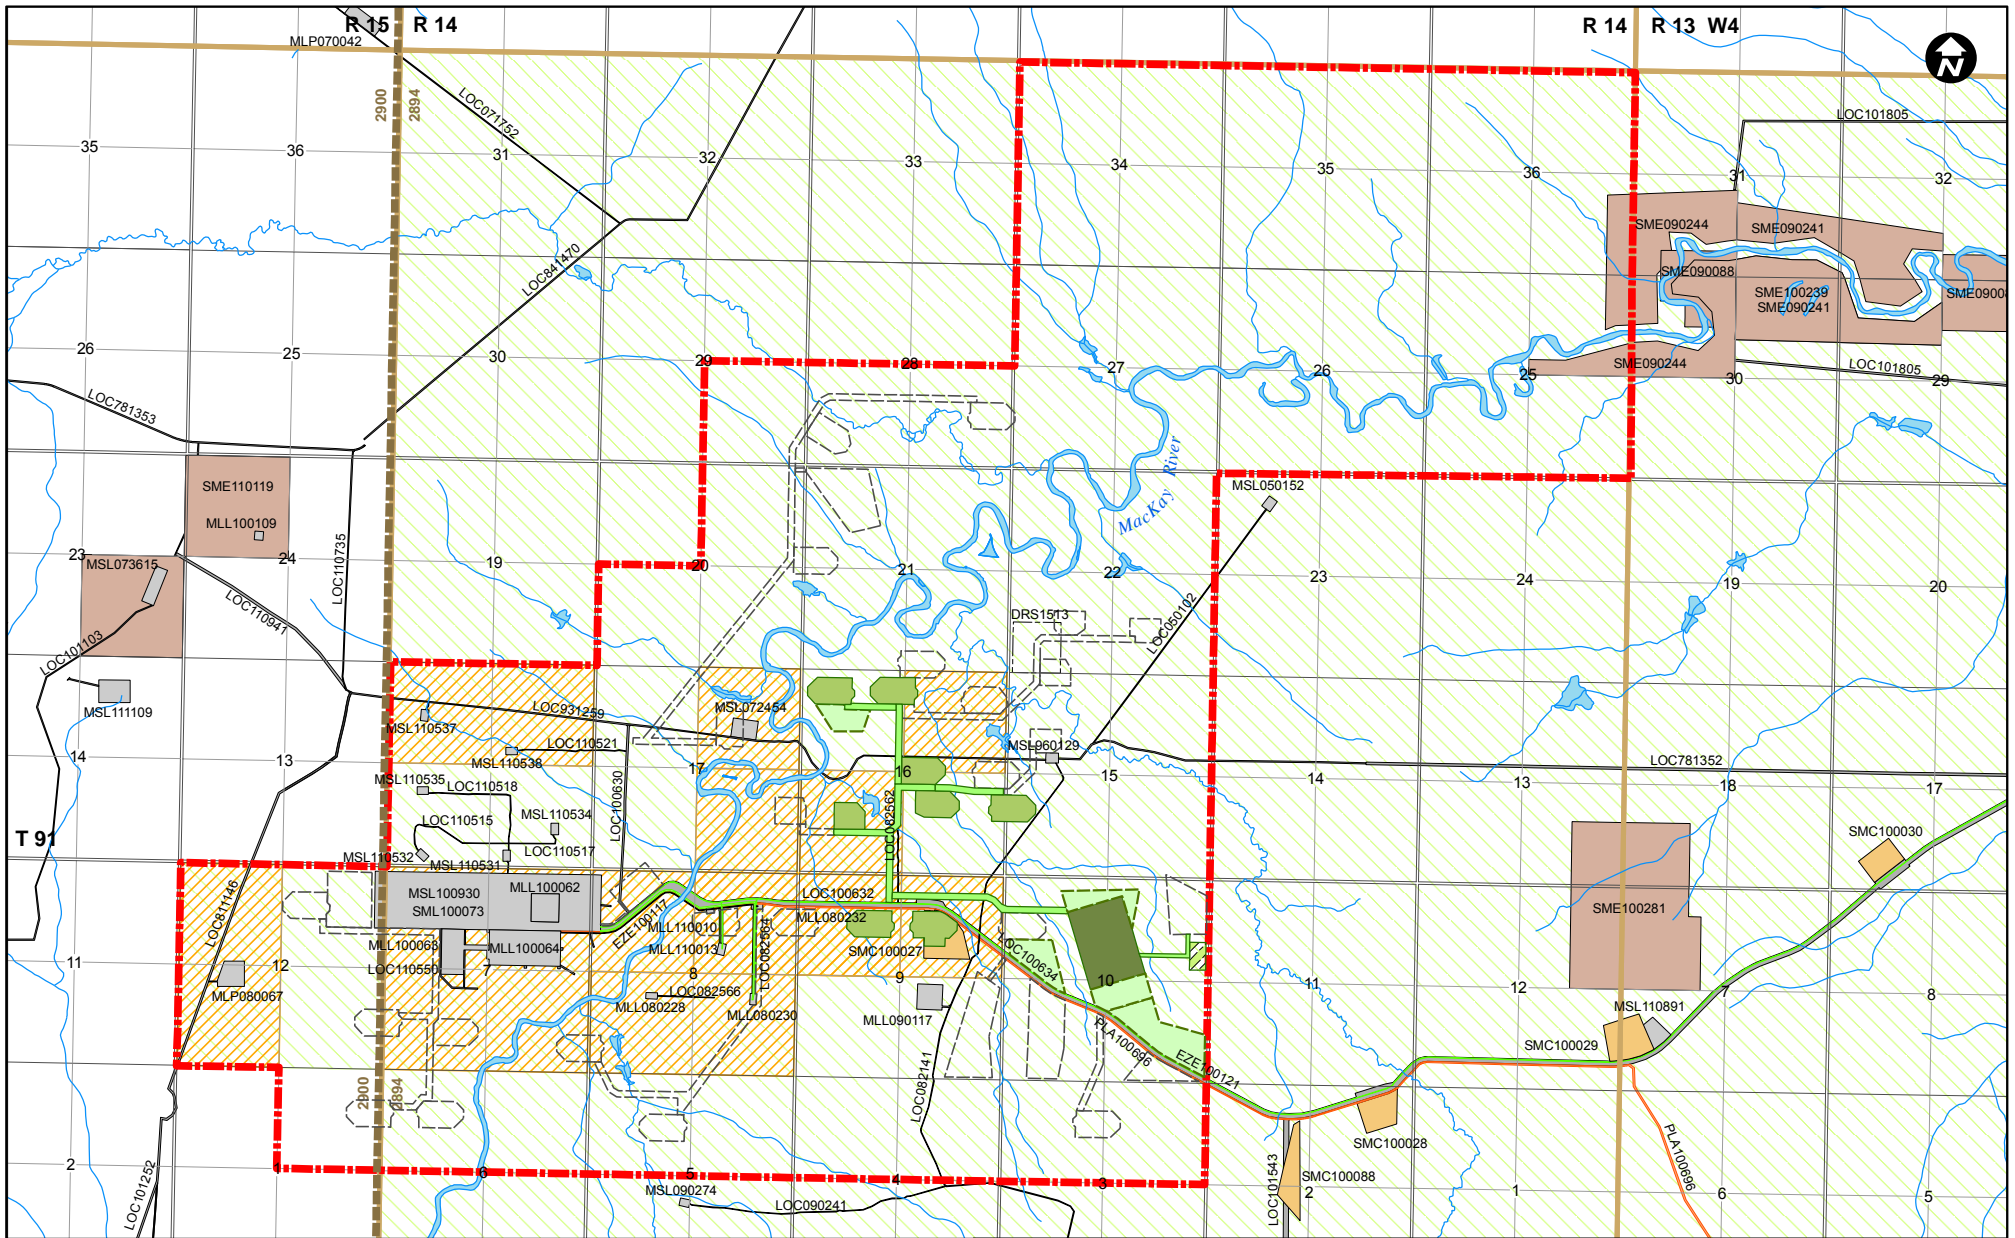 R 15 R 14
R 14 R 13 W4
MLP070042
N
2900
2894
LOC071752
LOC101805
35
36
31
32
33
34
35
36
31
32
SME090244
SME090241
LOC841470
SME090088
SME100239
SME090241
26
25
30
29
28
27
26
25
SME090244
30
LOC101805
29
LOC781353
MacKay River
SME110119
MSL050152
MLL100109
23
MSL073615
24
LOC110735
19
20
21
22
23
24
19
20
LOC110941
DRS1513
LOC050102
LOC101103
MSL111109
MSL110537
LOC931259
MSL072454
LOC110521
MSL960129
14
13
MSL110538
17
16
15
14
13
LOC781352
18
17
MSL110535
LOC110518
LOC100630
LOC110515
MSL110534
LOC082562
T 91
LOC110517
SMC100030
MSL110532
MSL110531
MSL100930
SML100073
MLL100062
LOC100632
LOC81146
MLL080232
EZE100117
MLL110010
SME100281
MLL100063
MLL100064
MLL110013
LOC082564
SMC100027
LOC100634
11
12
LOC110550
7
8
9
10
11
12
7
8
MLP080067
LOC082566
MLL080228
MLL080230
MLL090117
MSL110891
PLA100696
EZE100121
SMC100029
2900
2894
LOC082141
SMC100028
PLA100696
2
1
6
5
4
3
2
1
6
5
LOC101252
MSL090274
LOC090241
LOC101543
SMC100088